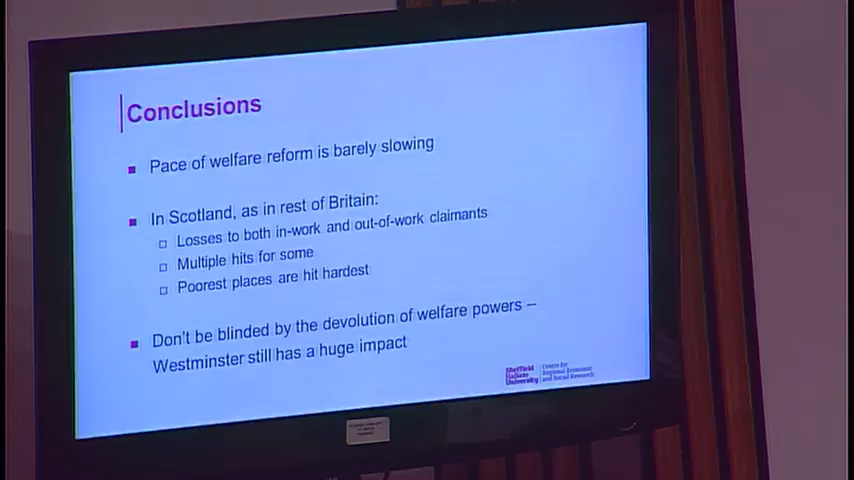 Conclusions
Pace of welfare reform is barely slowing
In Scotland, as in rest of Britain:
Losses to both in-work and out-of-work claimants
Multiple hits for some
Poorest places are hit hardest
Don't be blinded by the devolution of welfare powers –
Westminster still has a huge impact
Sheffield
Hallam
University
Centre for
Regional Economic
and Social Research